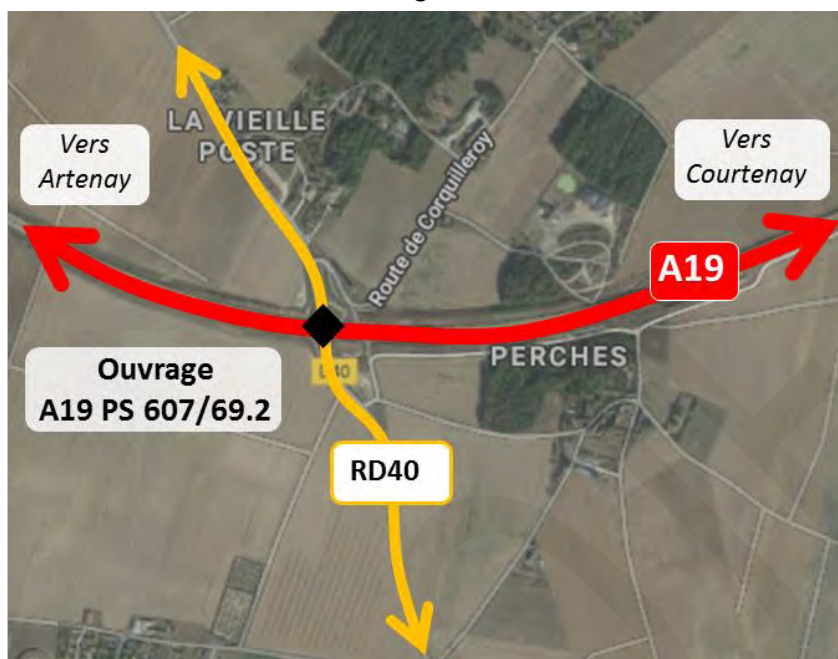 LA VIEILLE
POSTE
Vers
Artenay
Vers
Courtenay
Route de Corquilleroy
A19
Ouvrage
A19 PS 607/69.2
PERCHES
RD40